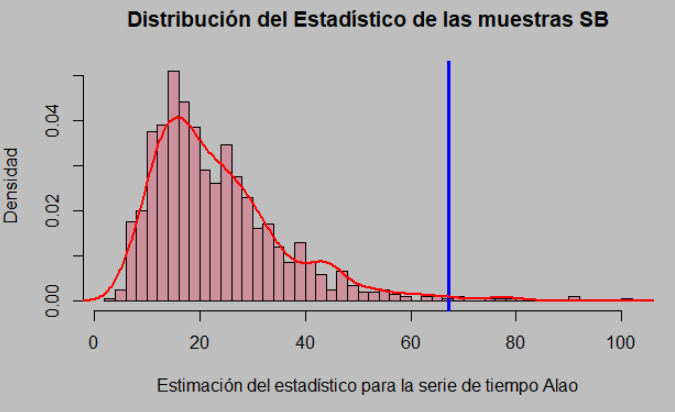 Distribución del Estadístico de las muestras SB
Densidad
0.04
0.02
0.00
0 20 40 60 80 100
Estimación del estadístico para la serie de tiempo Alao